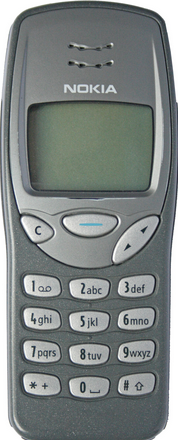 NOKIA
C
1 ɷ 2abc 3def
4ghi 5jkl 6mno
7pqrs 8tuv 9wxyz
* + 0 ⎵ # ⇧